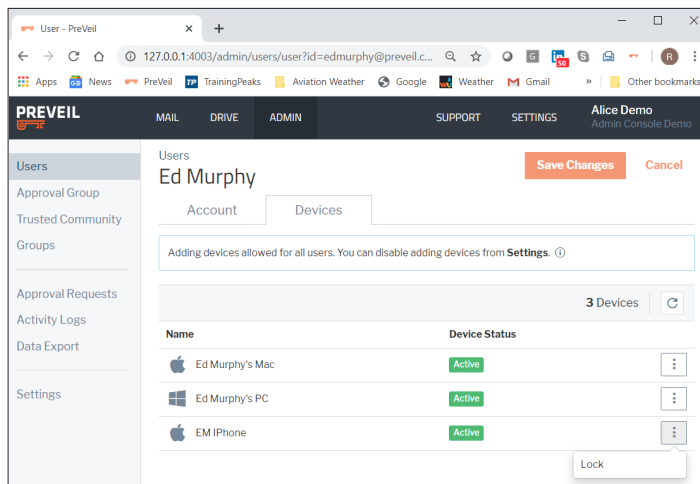 User - PreVeil
127.0.0.1:4003/admin/users/user?id=edmurphy@preveil.c...
G
50
S
R
Apps
News
PreVeil
TP
TrainingPeaks
Aviation Weather
Google
Weather
Gmail
»
Other bookmarks
PREVEIL
MAIL
DRIVE
ADMIN
SUPPORT
SETTINGS
Alice Demo
Admin Console Demo
Users
Approval Group
Trusted Community
Groups
Approval Requests
Activity Logs
Data Export
Settings
Users
Ed Murphy
Save Changes
Cancel
Account
Devices
Adding devices allowed for all users. You can disable adding devices from Settings.
3 Devices
Name
Device Status
Ed Murphy's Mac
Active
Ed Murphy's PC
Active
EM IPhone
Active
Lock